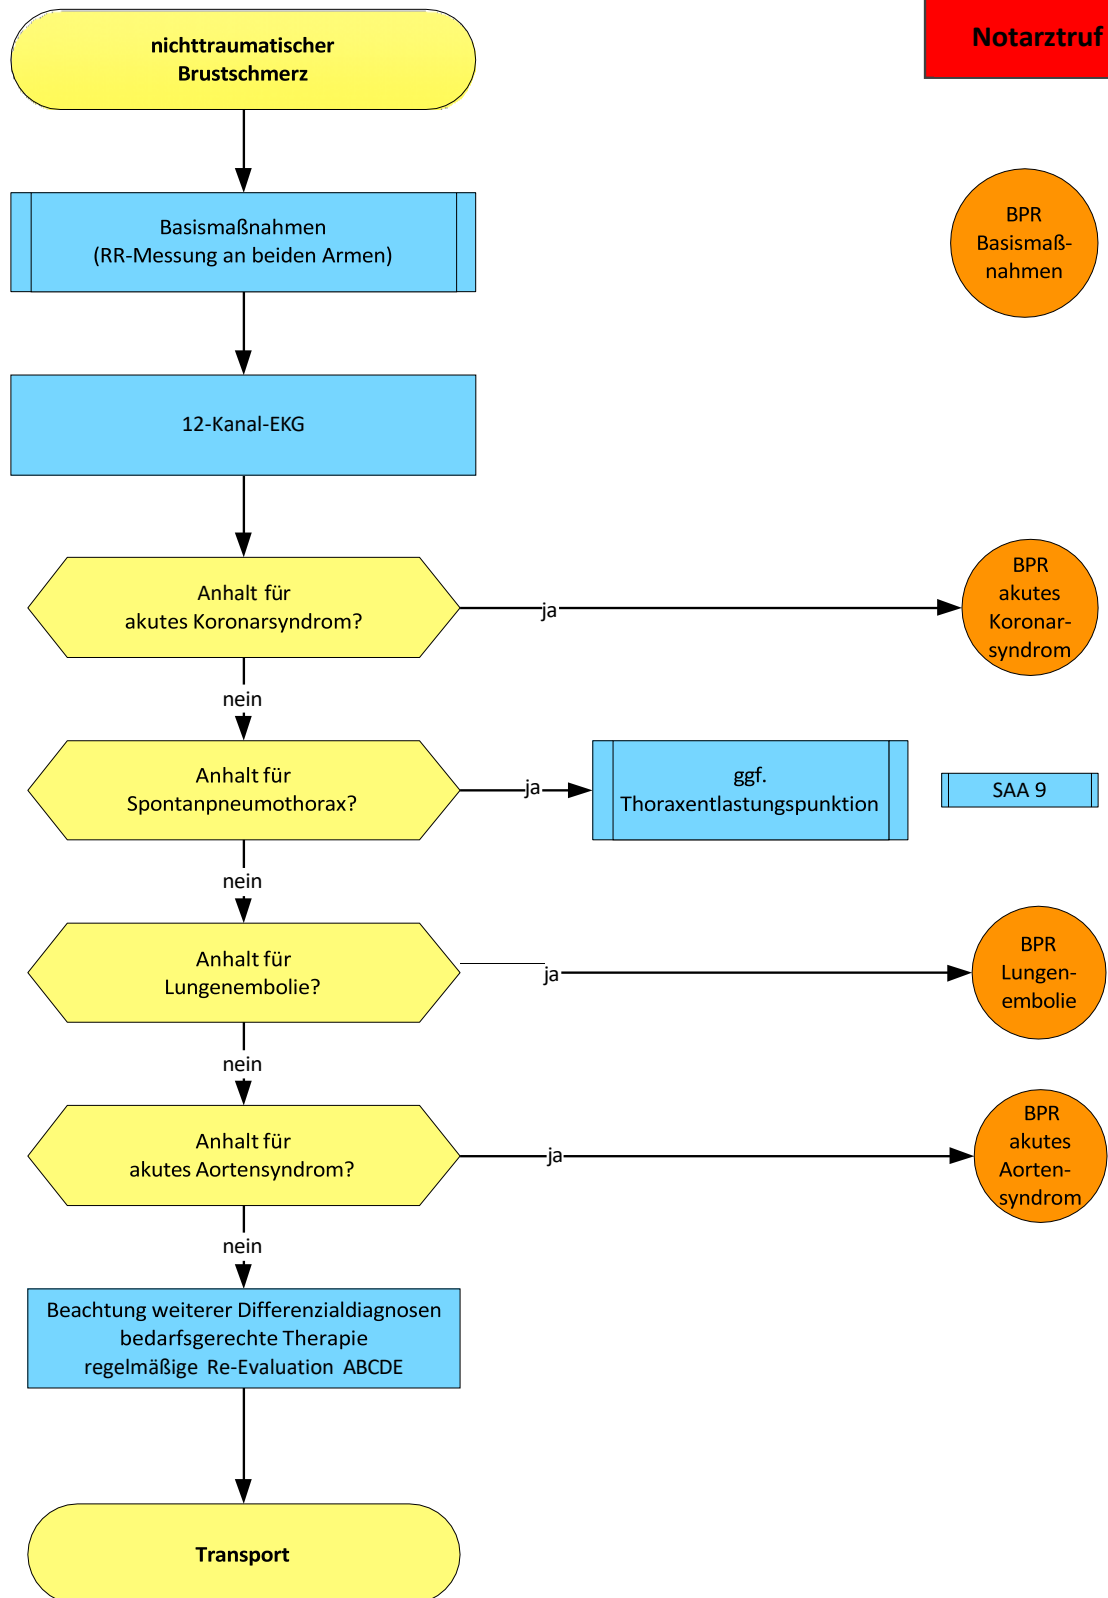 nichttraumatischer
Brustschmerz
Notarztruf
Basismaßnahmen
(RR-Messung an beiden Armen)
BPR
Basismaß-
nahmen
12-Kanal-EKG
Anhalt für
akutes Koronarsyndrom?
ja
BPR
akutes
Koronar-
syndrom
nein
Anhalt für
Spontanpneumothorax?
ja
ggf.
Thoraxentlastungspunktion
SAA 9
nein
Anhalt für
Lungenembolie?
ja
BPR
Lungen-
embolie
nein
Anhalt für
akutes Aortensyndrom?
ja
BPR
akutes
Aorten-
syndrom
nein
Beachtung weiterer Differenzialdiagnosen
bedarfsgerechte Therapie
regelmäßige Re-Evaluation ABCDE
Transport